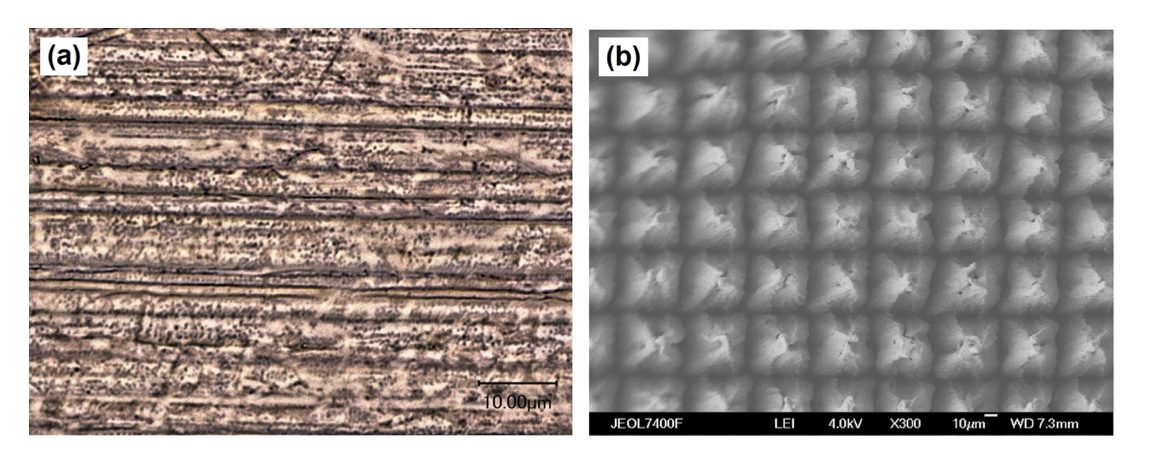 (a)
(b)
10.00µm
JEOL7400F LEI 4.0kV X300 10µm WD 7.3mm